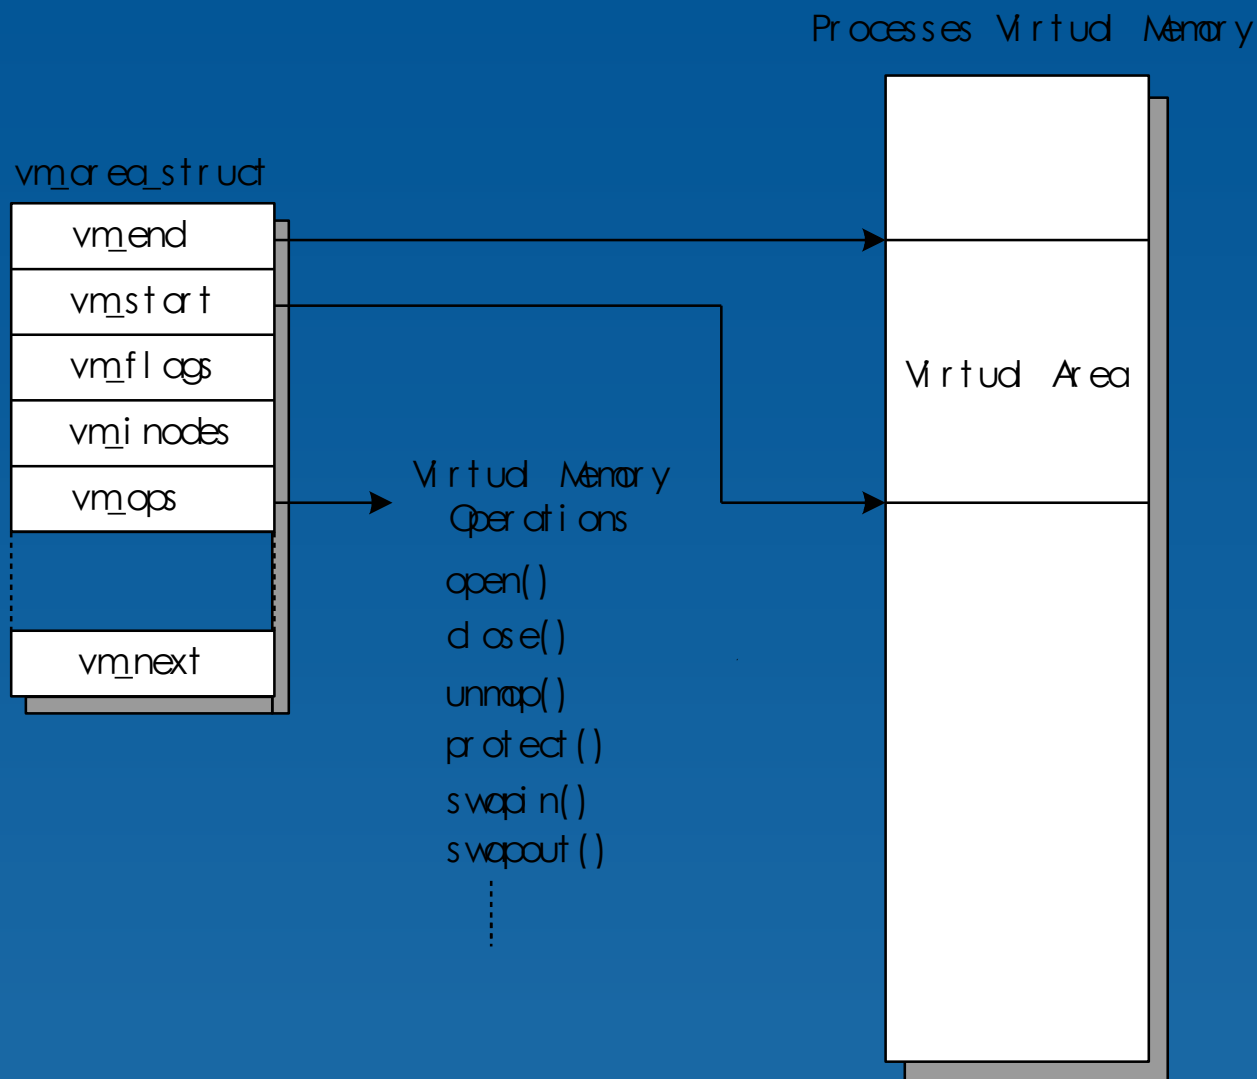 Processes Virtual Memory
vm_area_struct
vm_end
vm_start
vm_flags
vm_inodes
vm_ops
vm_next
Virtual Memory
Operations
open()
close()
unmap()
protect()
swapin()
swapout()
Virtual Area